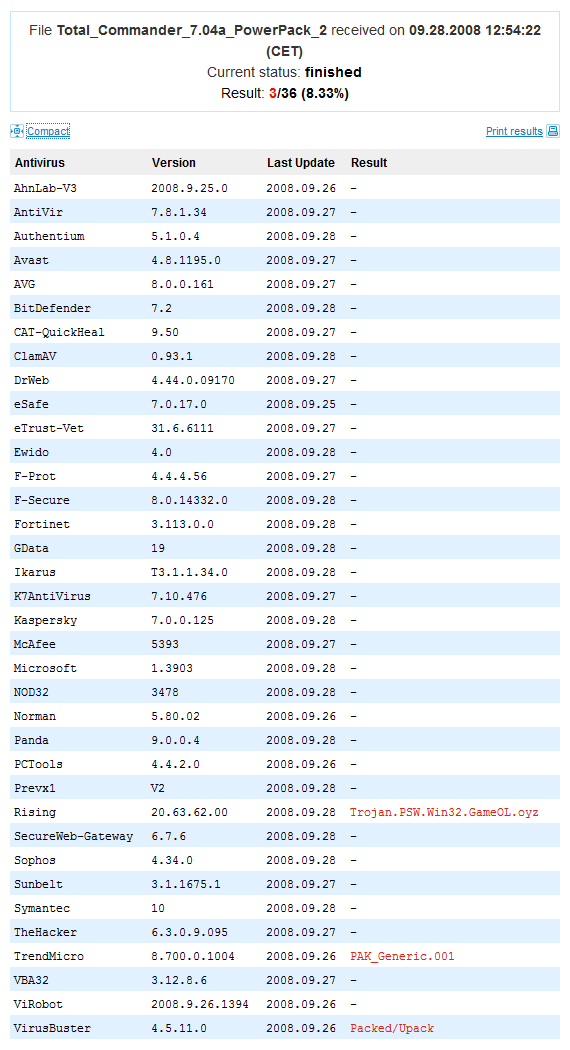 File Total_Commander_7.04a_PowerPack_2 received on 09.28.2008 12:54:22
(CET)
Current status: finished
Result: 3/36 (8.33%)
Compact Print results
Antivirus Version Last Update Result
AhnLab-V3 2008.9.25.0 2008.09.26 -
AntiVir 7.8.1.34 2008.09.27 -
Authentium 5.1.0.4 2008.09.28 -
Avast 4.8.1195.0 2008.09.27 -
AVG 8.0.0.161 2008.09.27 -
BitDefender 7.2 2008.09.28 -
CAT-QuickHeal 9.50 2008.09.27 -
ClamAV 0.93.1 2008.09.28 -
DrWeb 4.44.0.09170 2008.09.27 -
eSafe 7.0.17.0 2008.09.25 -
eTrust-Vet 31.6.6111 2008.09.27 -
Ewido 4.0 2008.09.28 -
F-Prot 4.4.4.56 2008.09.27 -
F-Secure 8.0.14332.0 2008.09.28 -
Fortinet 3.113.0.0 2008.09.28 -
GData 19 2008.09.28 -
Ikarus T3.1.1.34.0 2008.09.28 -
K7AntiVirus 7.10.476 2008.09.27 -
Kaspersky 7.0.0.125 2008.09.28 -
McAfee 5393 2008.09.27 -
Microsoft 1.3903 2008.09.28 -
NOD32 3478 2008.09.28 -
Norman 5.80.02 2008.09.26 -
Panda 9.0.0.4 2008.09.28 -
PCTools 4.4.2.0 2008.09.26 -
Prevx1 V2 2008.09.28 -
Rising 20.63.62.00 2008.09.28 Trojan.PSW.Win32.GameOL.oyz
SecureWeb-Gateway 6.7.6 2008.09.28 -
Sophos 4.34.0 2008.09.28 -
Sunbelt 3.1.1675.1 2008.09.27 -
Symantec 10 2008.09.28 -
TheHacker 6.3.0.9.095 2008.09.27 -
TrendMicro 8.700.0.1004 2008.09.26 PAK_Generic.001
VBA32 3.12.8.6 2008.09.27 -
ViRobot 2008.9.26.1394 2008.09.26 -
VirusBuster 4.5.11.0 2008.09.26 Packed/Upack